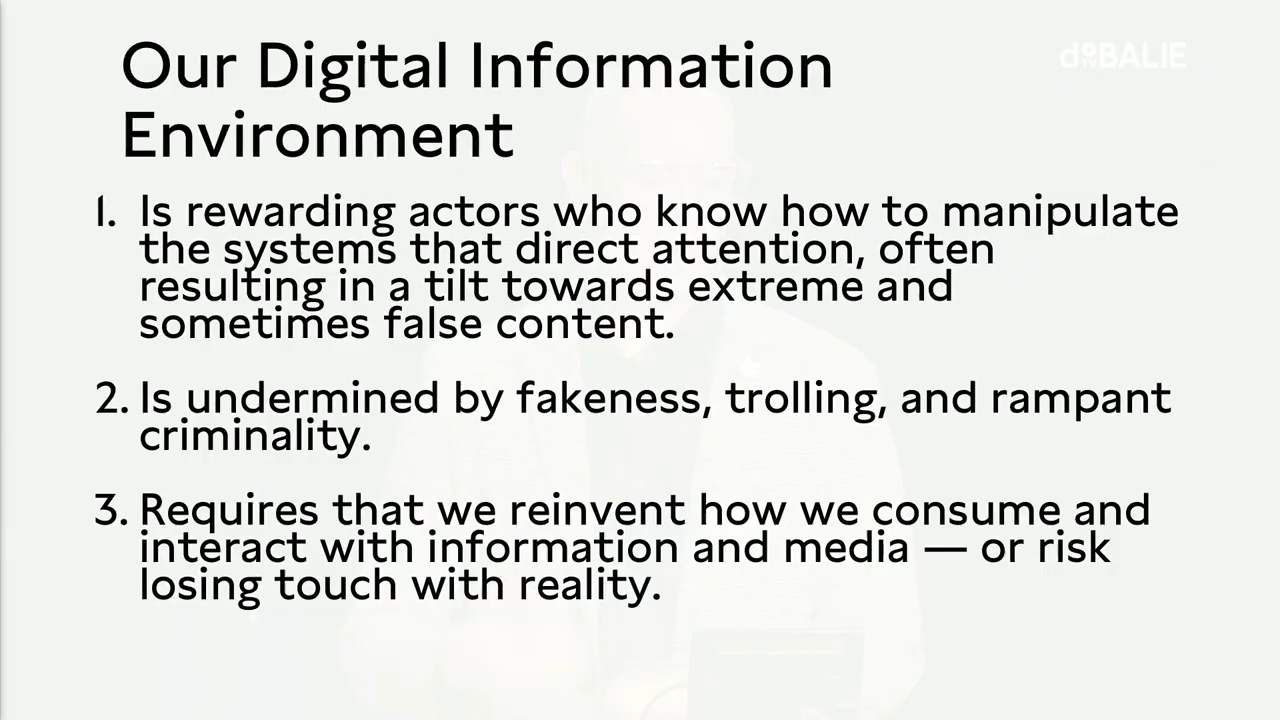 Our Digital Information
Environment
de BALIE
1. Is rewarding actors who know how to manipulate
the systems that direct attention, often
resulting in a tilt towards extreme and
sometimes false content.
2. Is undermined by fakeness, trolling, and rampant
criminality.
3. Requires that we reinvent how we consume and
interact with information and media — or risk
losing touch with reality.